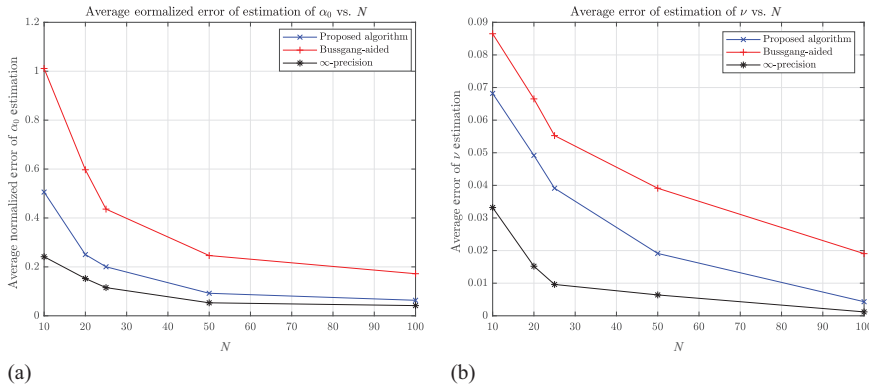 Average eormalized error of estimation of α₀ vs. N
Average normalized error of α₀ estiimation
1.2
1
0.8
0.6
0.4
0.2
0
Proposed algorithm
Bussgang-aided
∞-precision
10 20 30 40 50 60 70 80 90 100
N
(a)
Average error of estimation of ν vs. N
Average error of ν estimation
0.09
0.08
0.07
0.06
0.05
0.04
0.03
0.02
0.01
0
Proposed algorithm
Bussgang-aided
∞-precision
10 20 30 40 50 60 70 80 90 100
N
(b)